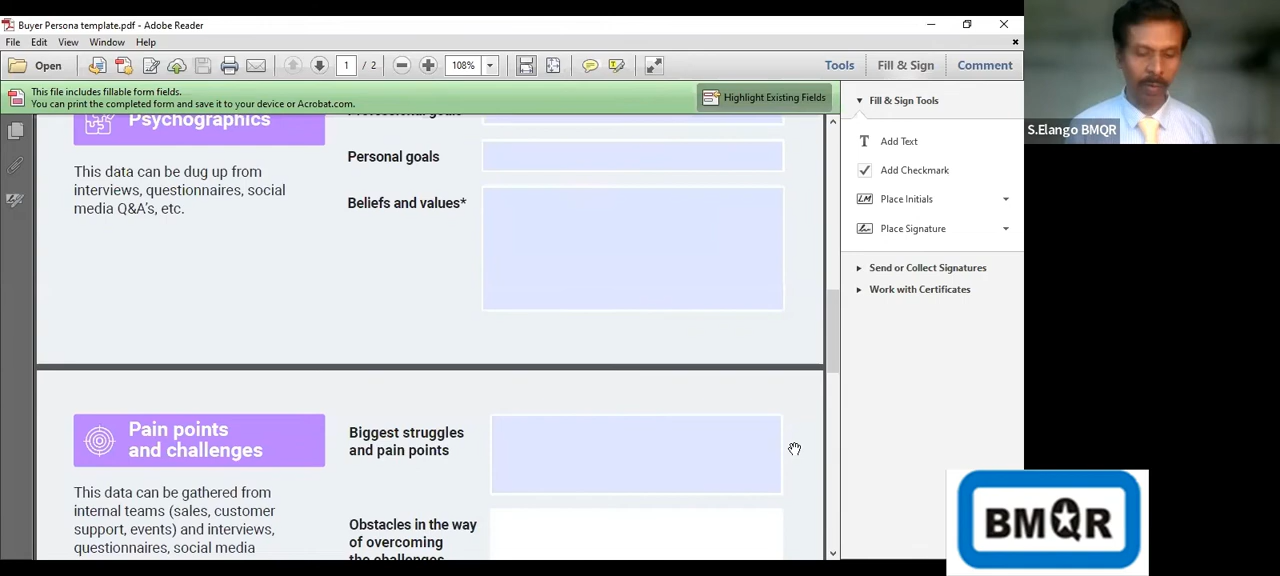 Buyer Persona template.pdf - Adobe Reader
File Edit View Window Help
Open 1 / 2 108% Tools Fill & Sign Comment
This file includes fillable form fields.
You can print the completed form and save it to your device or Acrobat.com.
Highlight Existing Fields
Psychographics
This data can be dug up from
interviews, questionnaires, social
media Q&A's, etc.
Professional goals
Personal goals
Beliefs and values*
Pain points
and challenges
This data can be gathered from
internal teams (sales, customer
support, events) and interviews,
questionnaires, social media
Biggest struggles
and pain points
Obstacles in the way
of overcoming
the challenges
Fill & Sign Tools
T Add Text
Add Checkmark
LM Place Initials
Place Signature
Send or Collect Signatures
Work with Certificates
S.Elango BMQR
BMQR